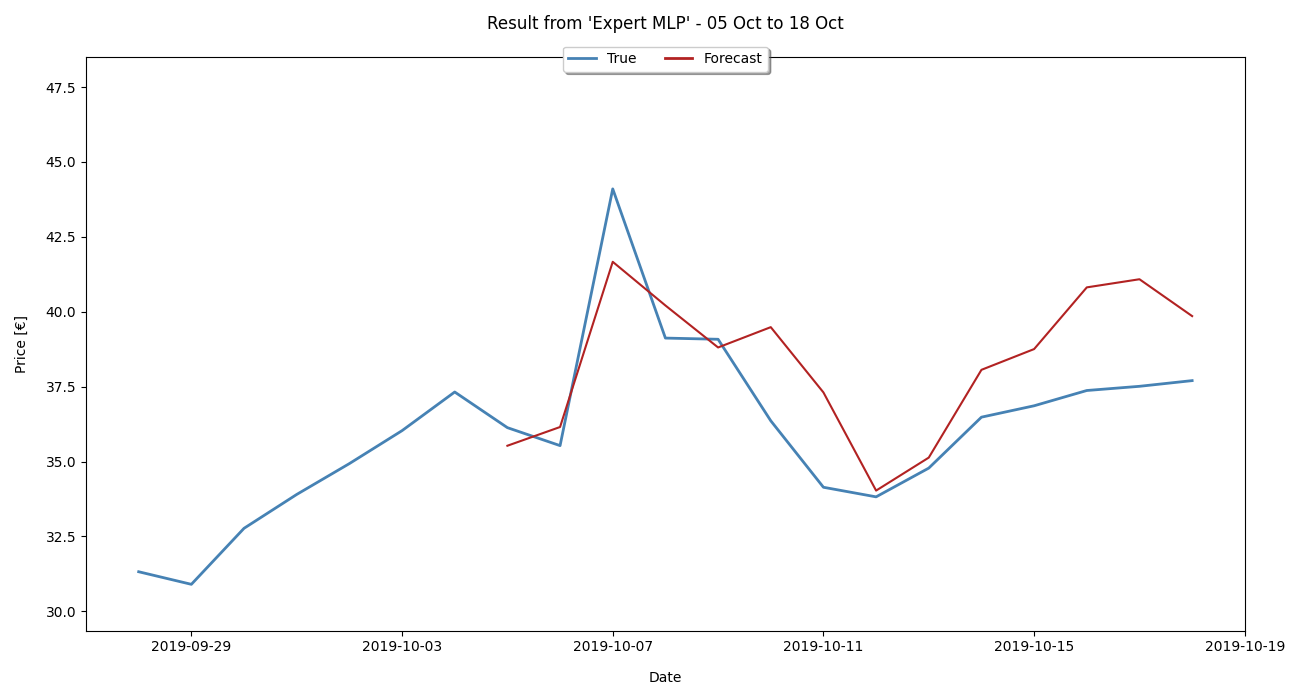 Result from 'Expert MLP' - 05 Oct to 18 Oct
True Forecast
47.5
45.0
42.5
40.0
37.5
35.0
32.5
30.0
Price [€]
2019-09-29 2019-10-03 2019-10-07 2019-10-11 2019-10-15 2019-10-19
Date